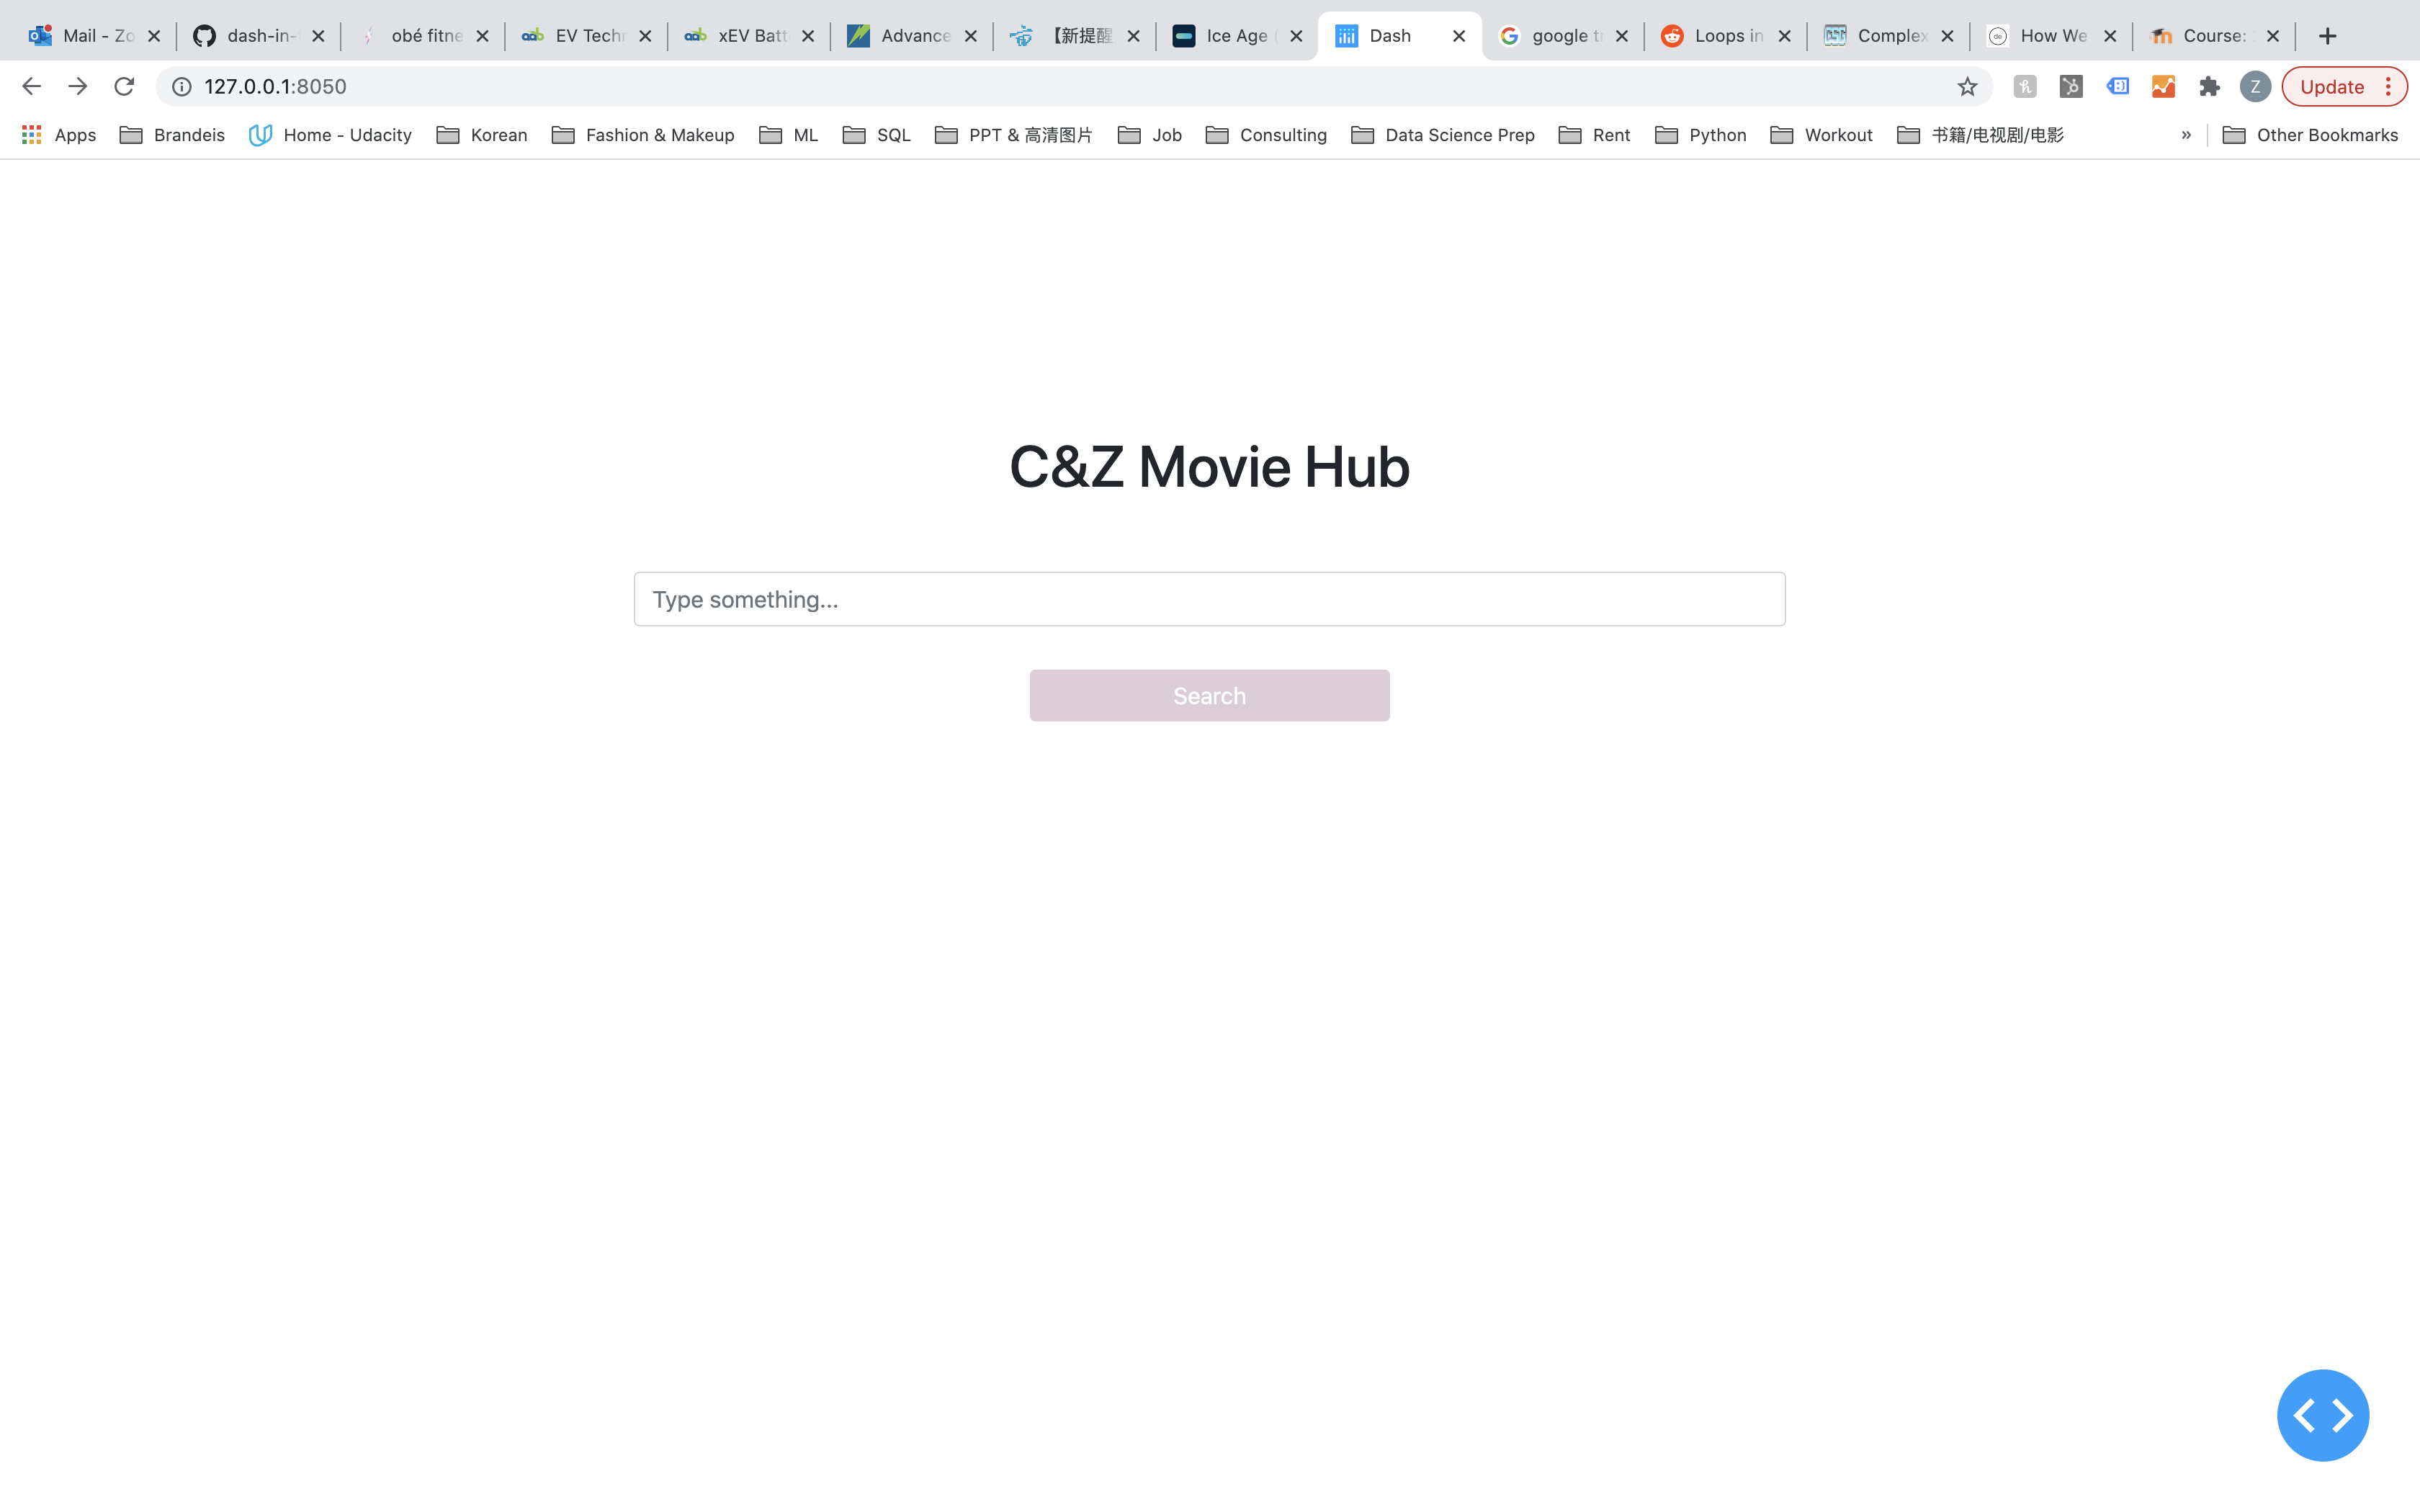 Mail - Zo dash-in- obé fitne EV Techn xEV Batt Advance 【新提醒 Ice Age ( Dash google tr Loops in Complex How We Course:
127.0.0.1:8050 Z Update
Apps Brandeis Home - Udacity Korean Fashion & Makeup ML SQL PPT & 高清图片 Job Consulting Data Science Prep Rent Python Workout 书籍/电视剧/电影 » Other Bookmarks
C&Z Movie Hub
Type something...
Search